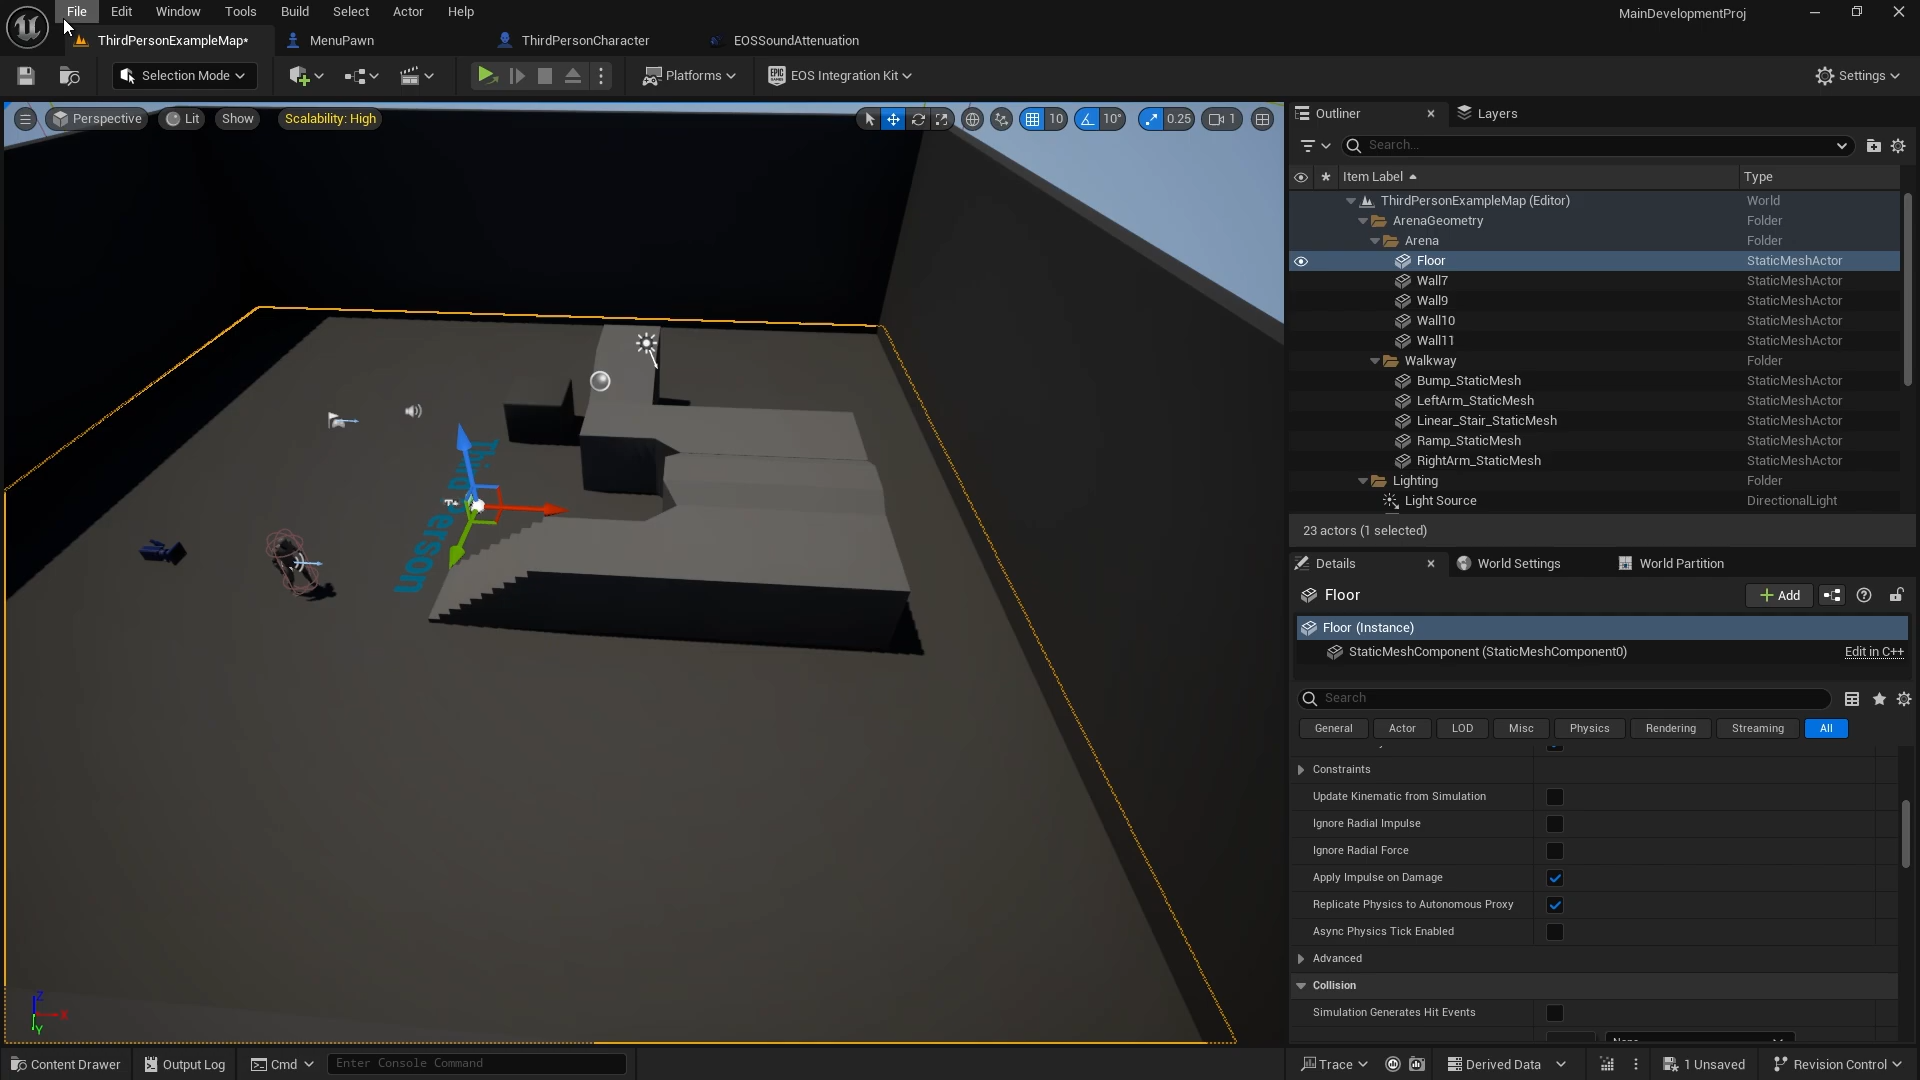 File Edit Window Tools Build Select Actor Help
MainDevelopmentProj
ThirdPersonExampleMap* MenuPawn ThirdPersonCharacter EOSSoundAttenuation
Selection Mode Platforms EOS Integration Kit Settings
Perspective Lit Show Scalability: High 10 10° 0.25 1
Third Person
Outliner Layers
Search...
Item Label Type
ThirdPersonExampleMap (Editor) World
ArenaGeometry Folder
Arena Folder
Floor StaticMeshActor
Wall7 StaticMeshActor
Wall9 StaticMeshActor
Wall10 StaticMeshActor
Wall11 StaticMeshActor
Walkway Folder
Bump_StaticMesh StaticMeshActor
LeftArm_StaticMesh StaticMeshActor
Linear_Stair_StaticMesh StaticMeshActor
Ramp_StaticMesh StaticMeshActor
RightArm_StaticMesh StaticMeshActor
Lighting Folder
Light Source DirectionalLight
23 actors (1 selected)
Details World Settings World Partition
Floor Add
Floor (Instance)
StaticMeshComponent (StaticMeshComponent0) Edit in C++
Search
General Actor LOD Misc Physics Rendering Streaming All
Constraints
Update Kinematic from Simulation
Ignore Radial Impulse
Ignore Radial Force
Apply Impulse on Damage
Replicate Physics to Autonomous Proxy
Async Physics Tick Enabled
Advanced
Collision
Simulation Generates Hit Events
Z
X
Y
Content Drawer Output Log Cmd Enter Console Command Trace Derived Data 1 Unsaved Revision Control